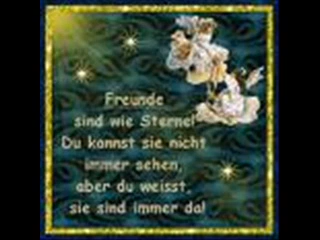 Freunde
sind wie Sterne!
Du kannst sie nicht
immer sehen,
aber du weisst,
sie sind immer da!